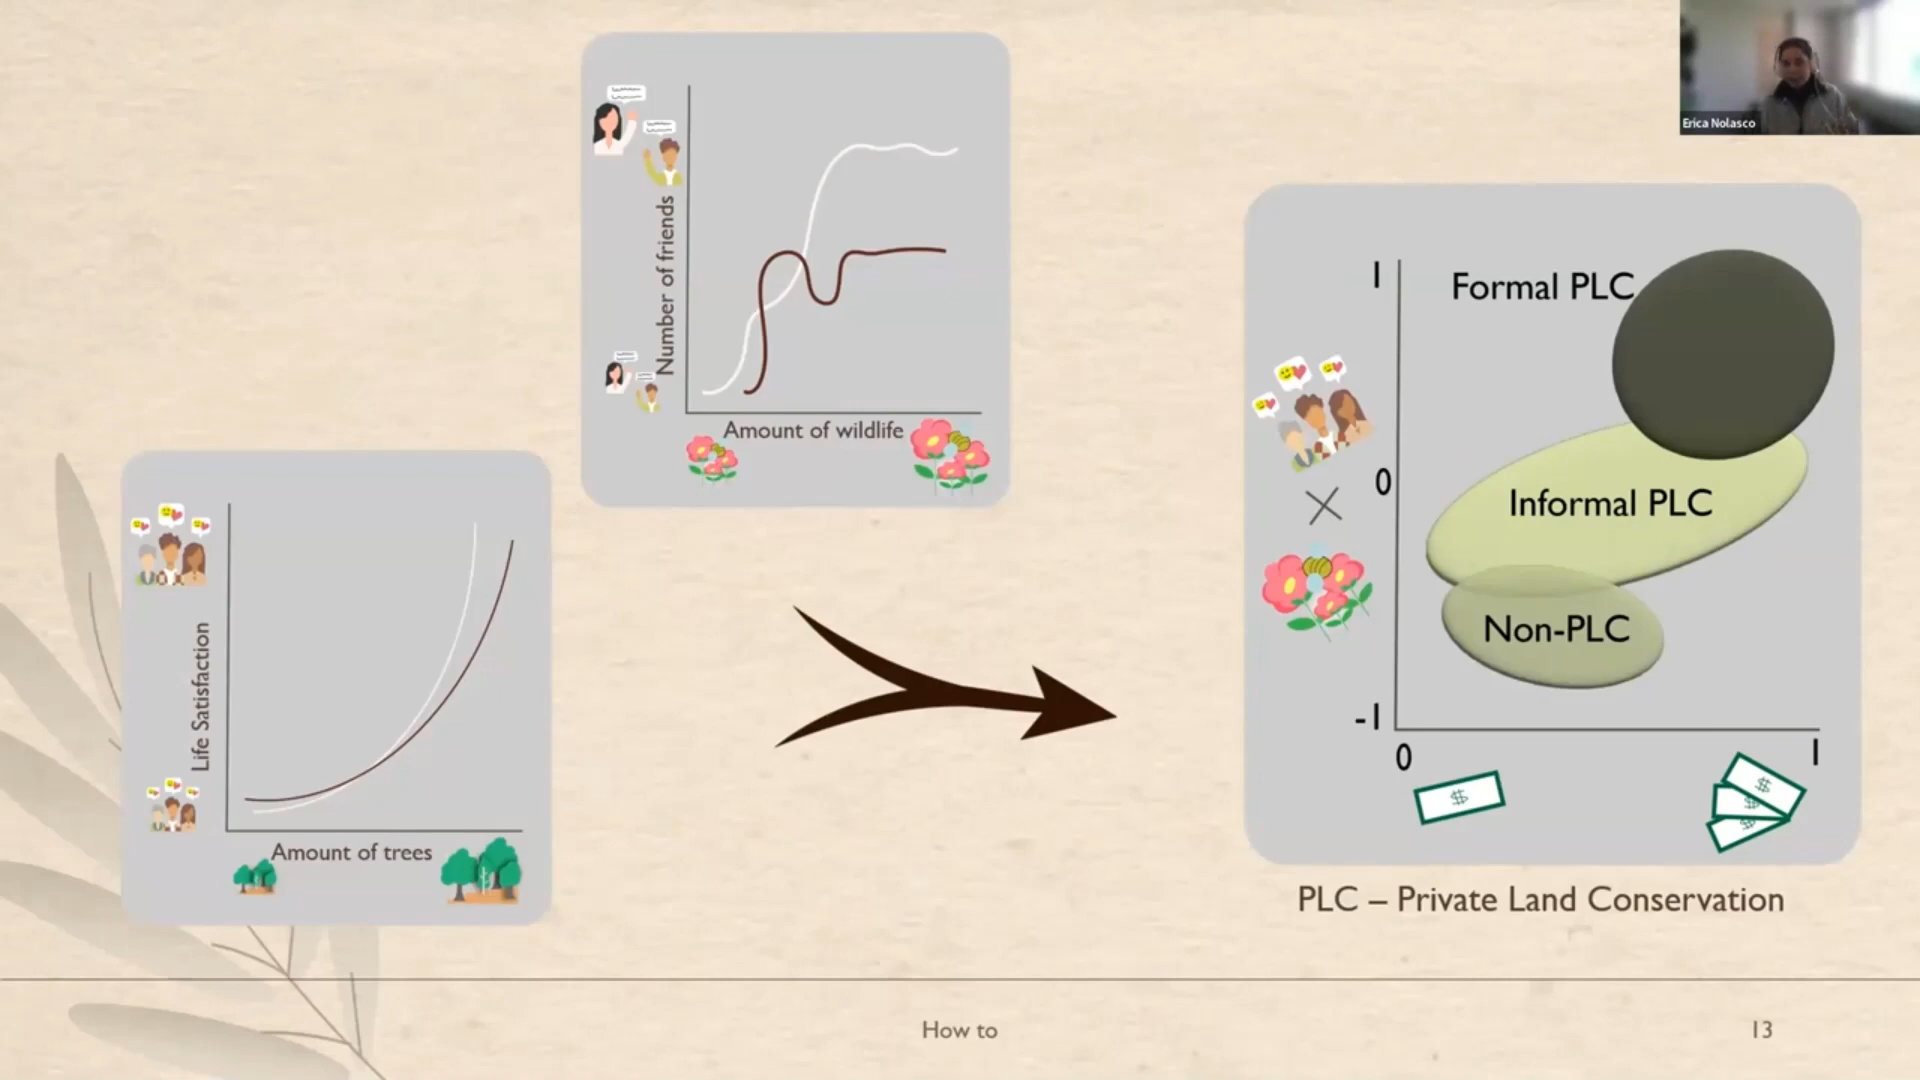 Erica Nolasco
Number of friends
Amount of wildlife
Life Satisfaction
Amount of trees
1
0
-1
Formal PLC
Informal PLC
Non-PLC
0
1
$
$
$
$
PLC – Private Land Conservation
How to
13